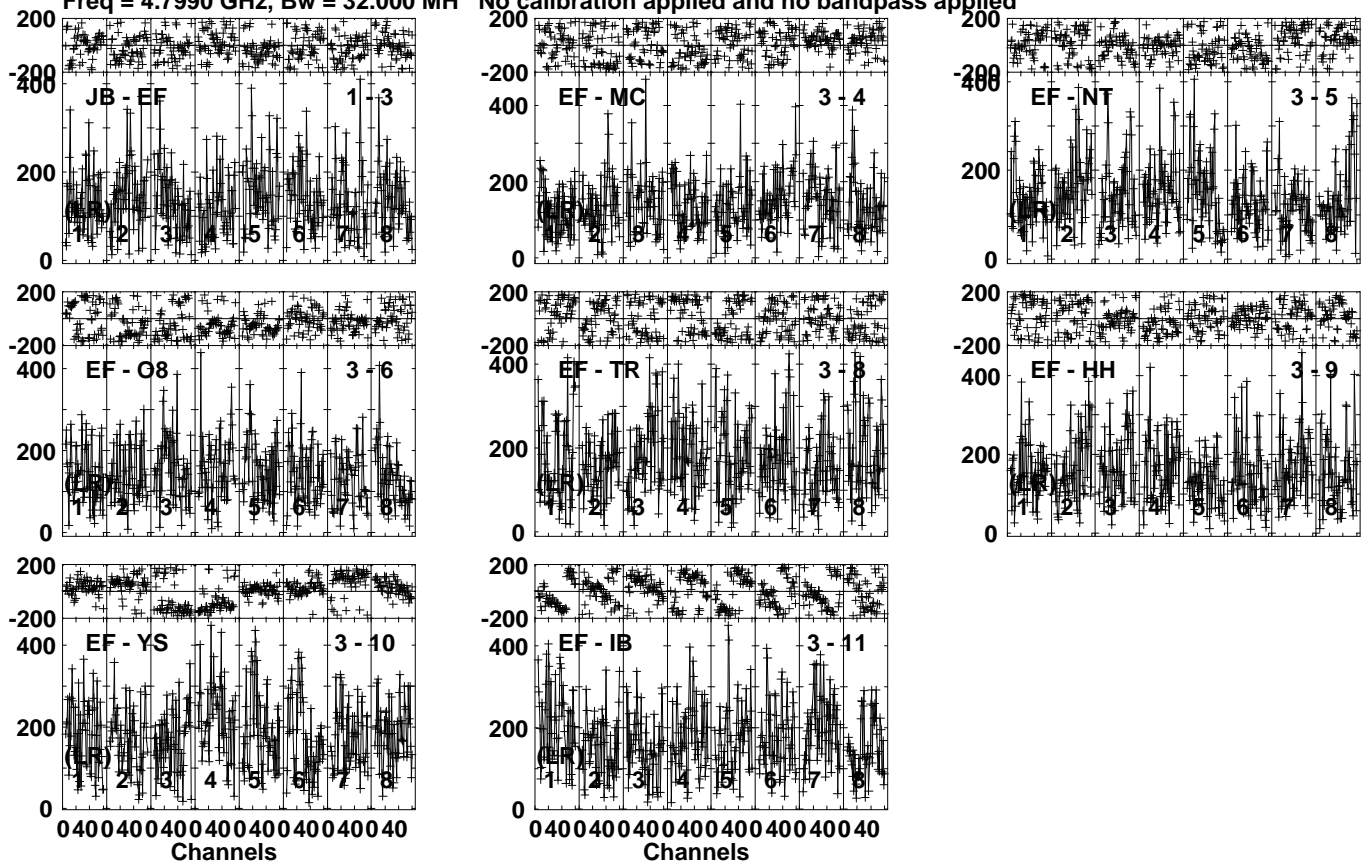 Freq = 4.7990 GHz, Bw = 32.000 MH No calibration applied and no bandpass applied
200
-200
JB - EF 1 - 3
400
200
(LR)
1 2 3 4 5 6 7 8
0
200
-200
EF - MC 3 - 4
400
200
(LR)
1 2 3 4 5 6 7 8
0
200
-200
EF - NT 3 - 5
400
200
(LR)
1 2 3 4 5 6 7 8
0
200
-200
EF - O8 3 - 6
400
200
(LR)
1 2 3 4 5 6 7 8
0
200
-200
EF - TR 3 - 8
400
200
(LR)
1 2 3 4 5 6 7 8
0
200
-200
EF - HH 3 - 9
400
200
(LR)
1 2 3 4 5 6 7 8
0
200
-200
EF - YS 3 - 10
400
200
(LR)
1 2 3 4 5 6 7 8
0
0 40 0 40 0 40 0 40 0 40 0 40 0 40 0 40
Channels
200
-200
EF - IB 3 - 11
400
200
(LR)
1 2 3 4 5 6 7 8
0
0 40 0 40 0 40 0 40 0 40 0 40 0 40 0 40
Channels